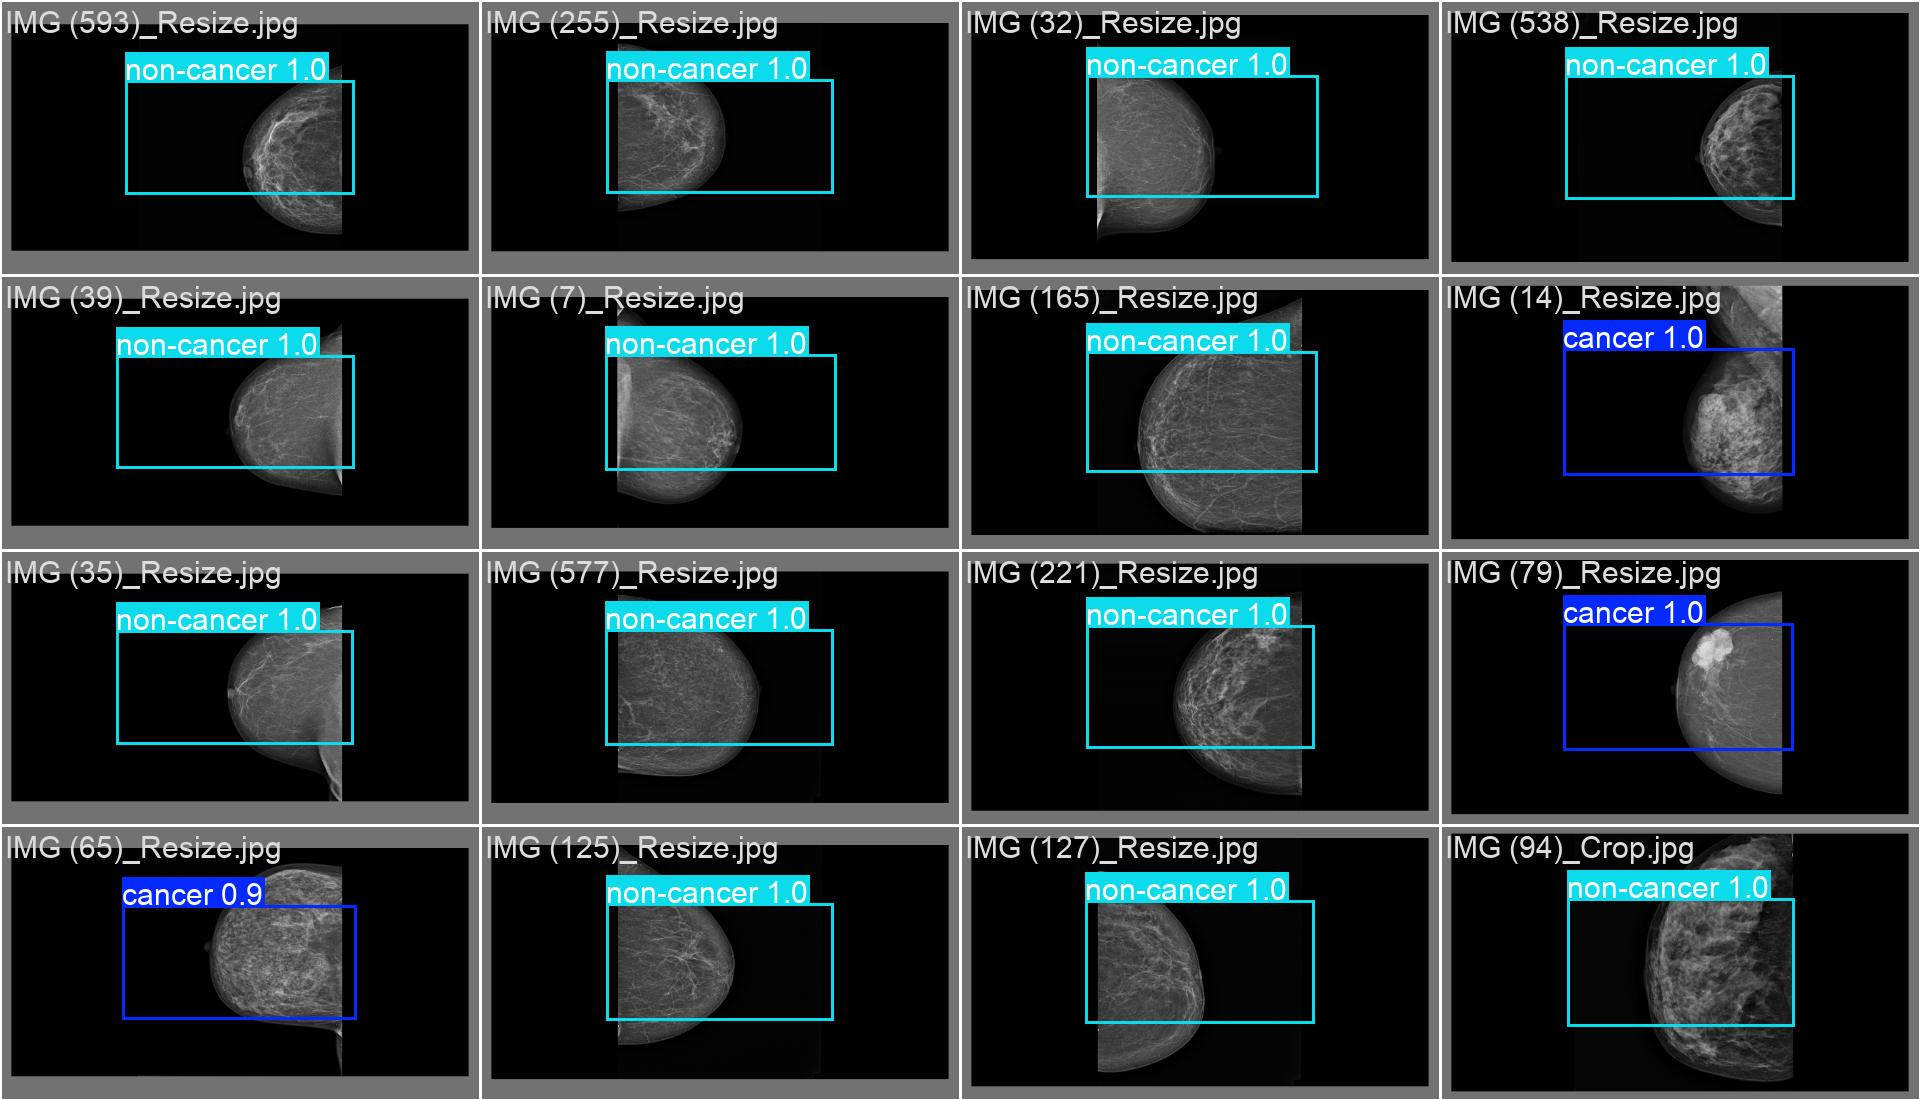 IMG (593)_Resize.jpg
non-cancer 1.0
IMG (255)_Resize.jpg
non-cancer 1.0
IMG (32)_Resize.jpg
non-cancer 1.0
IMG (538)_Resize.jpg
non-cancer 1.0
IMG (39)_Resize.jpg
non-cancer 1.0
IMG (7)_Resize.jpg
non-cancer 1.0
IMG (165)_Resize.jpg
non-cancer 1.0
IMG (14)_Resize.jpg
cancer 1.0
IMG (35)_Resize.jpg
non-cancer 1.0
IMG (577)_Resize.jpg
non-cancer 1.0
IMG (221)_Resize.jpg
non-cancer 1.0
IMG (79)_Resize.jpg
cancer 1.0
IMG (65)_Resize.jpg
cancer 0.9
IMG (125)_Resize.jpg
non-cancer 1.0
IMG (127)_Resize.jpg
non-cancer 1.0
IMG (94)_Crop.jpg
non-cancer 1.0